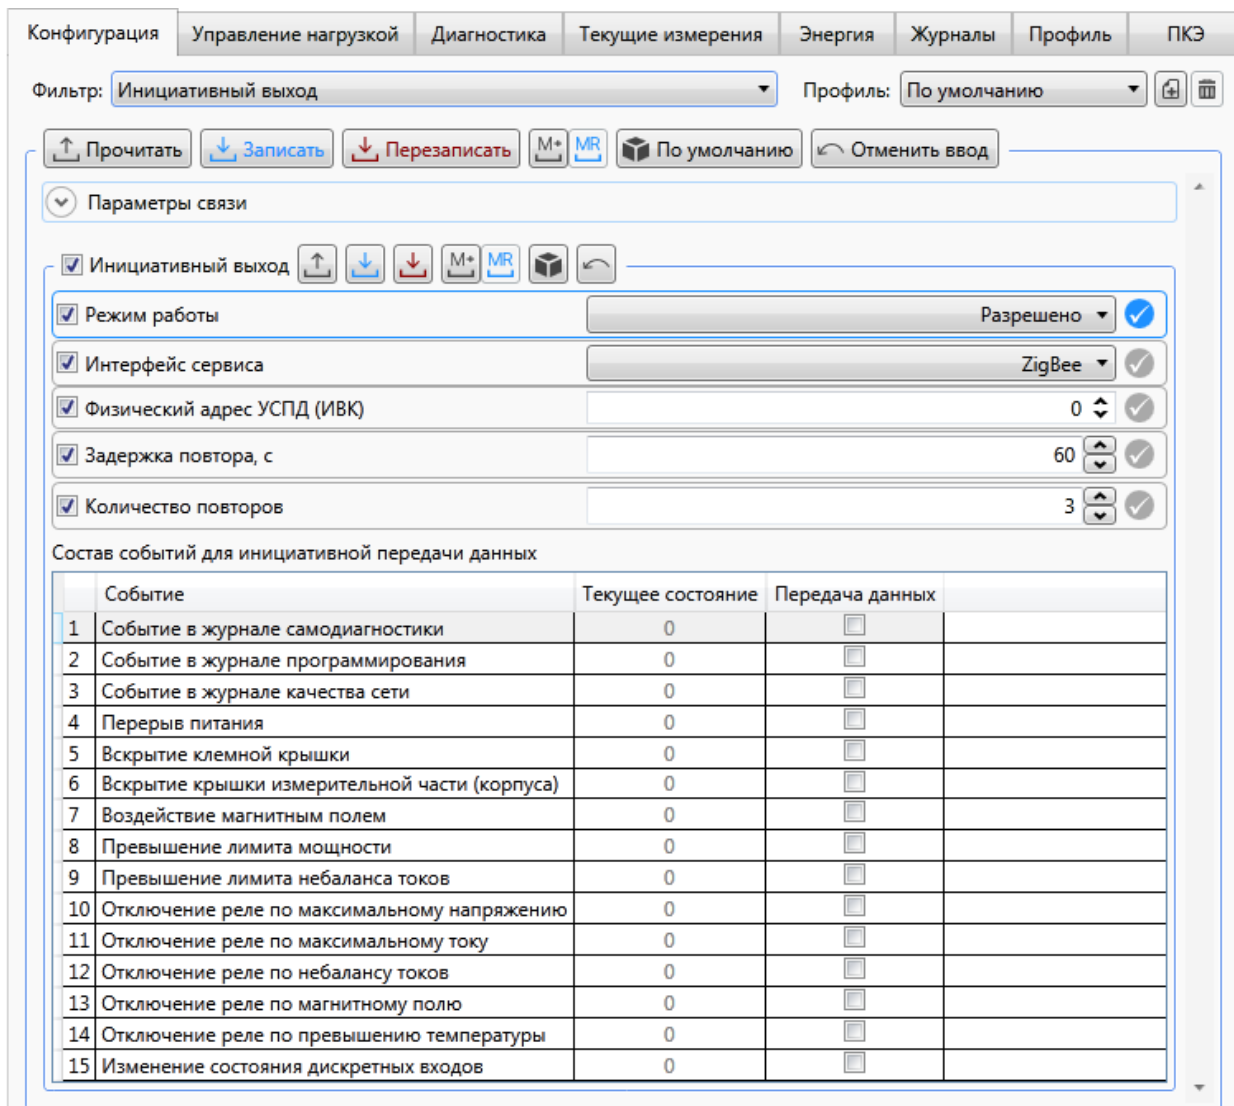 Конфигурация Управление нагрузкой Диагностика Текущие измерения Энергия Журналы Профиль ПКЭ
Фильтр: Инициативный выход Профиль: По умолчанию
Прочитать Записать Перезаписать M+ MR По умолчанию Отменить ввод
Параметры связи
Инициативный выход M+ MR
Режим работы Разрешено
Интерфейс сервиса ZigBee
Физический адрес УСПД (ИВК) 0
Задержка повтора, с 60
Количество повторов 3
Состав событий для инициативной передачи данных
Событие Текущее состояние Передача данных
1 Событие в журнале самодиагностики 0
2 Событие в журнале программирования 0
3 Событие в журнале качества сети 0
4 Перерыв питания 0
5 Вскрытие клемной крышки 0
6 Вскрытие крышки измерительной части (корпуса) 0
7 Воздействие магнитным полем 0
8 Превышение лимита мощности 0
9 Превышение лимита небаланса токов 0
10 Отключение реле по максимальному напряжению 0
11 Отключение реле по максимальному току 0
12 Отключение реле по небалансу токов 0
13 Отключение реле по магнитному полю 0
14 Отключение реле по превышению температуры 0
15 Изменение состояния дискретных входов 0